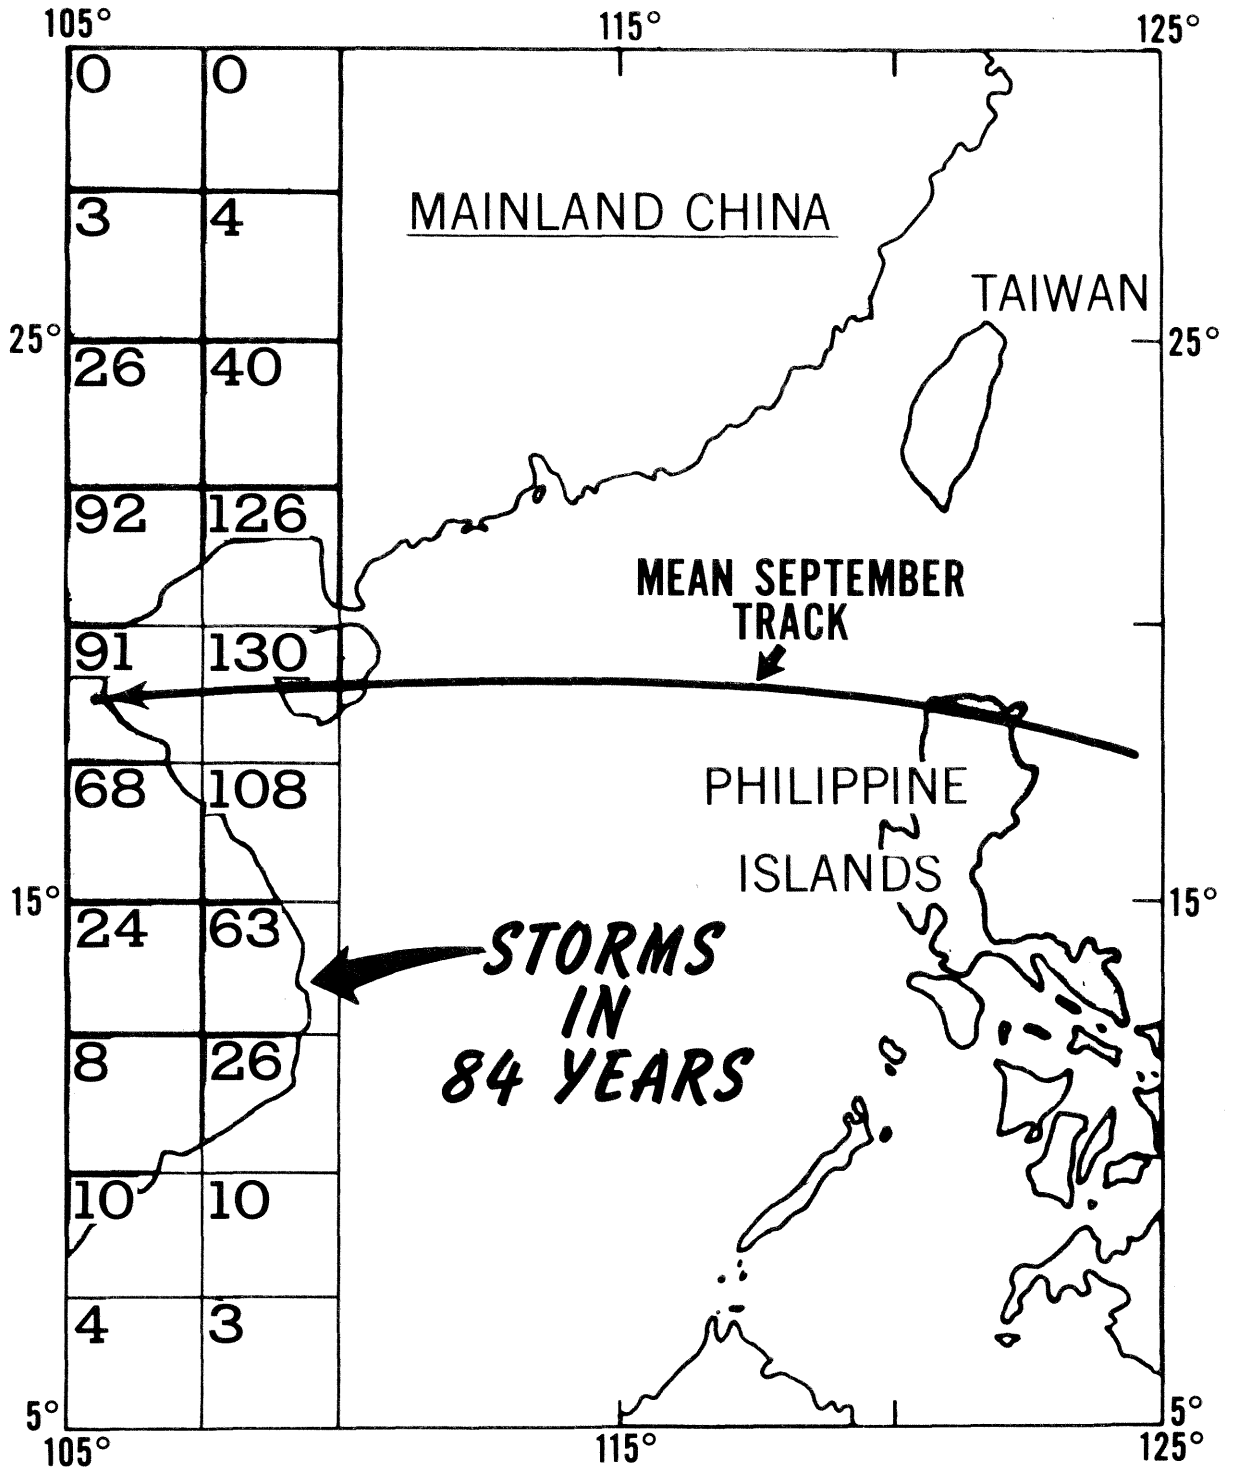 105° 115° 125°
0 0
MAINLAND CHINA
3 4
TAIWAN
25° 25°
26 40
92 126
MEAN SEPTEMBER
TRACK
91 130
68 108
PHILIPPINE
ISLANDS
15° 15°
24 63
STORMS
IN
84 YEARS
8 26
10 10
4 3
5° 5°
105° 115° 125°